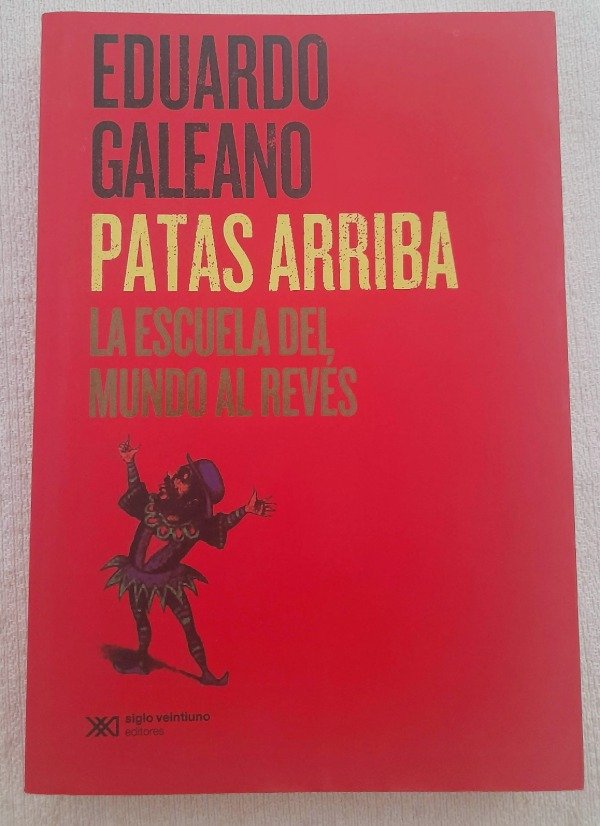 EDUARDO
GALEANO
PATAS ARRIBA
LA ESCUELA DEL
MUNDO AL REVÉS
siglo veintiuno
editores